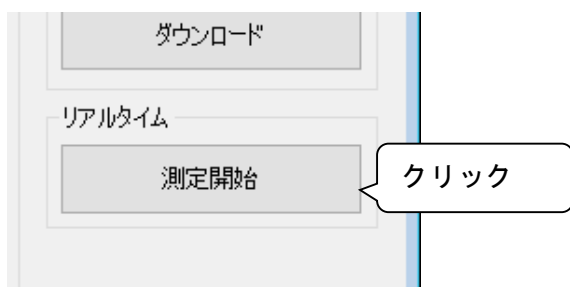 ダウンロード
リアルタイム
測定開始
クリック